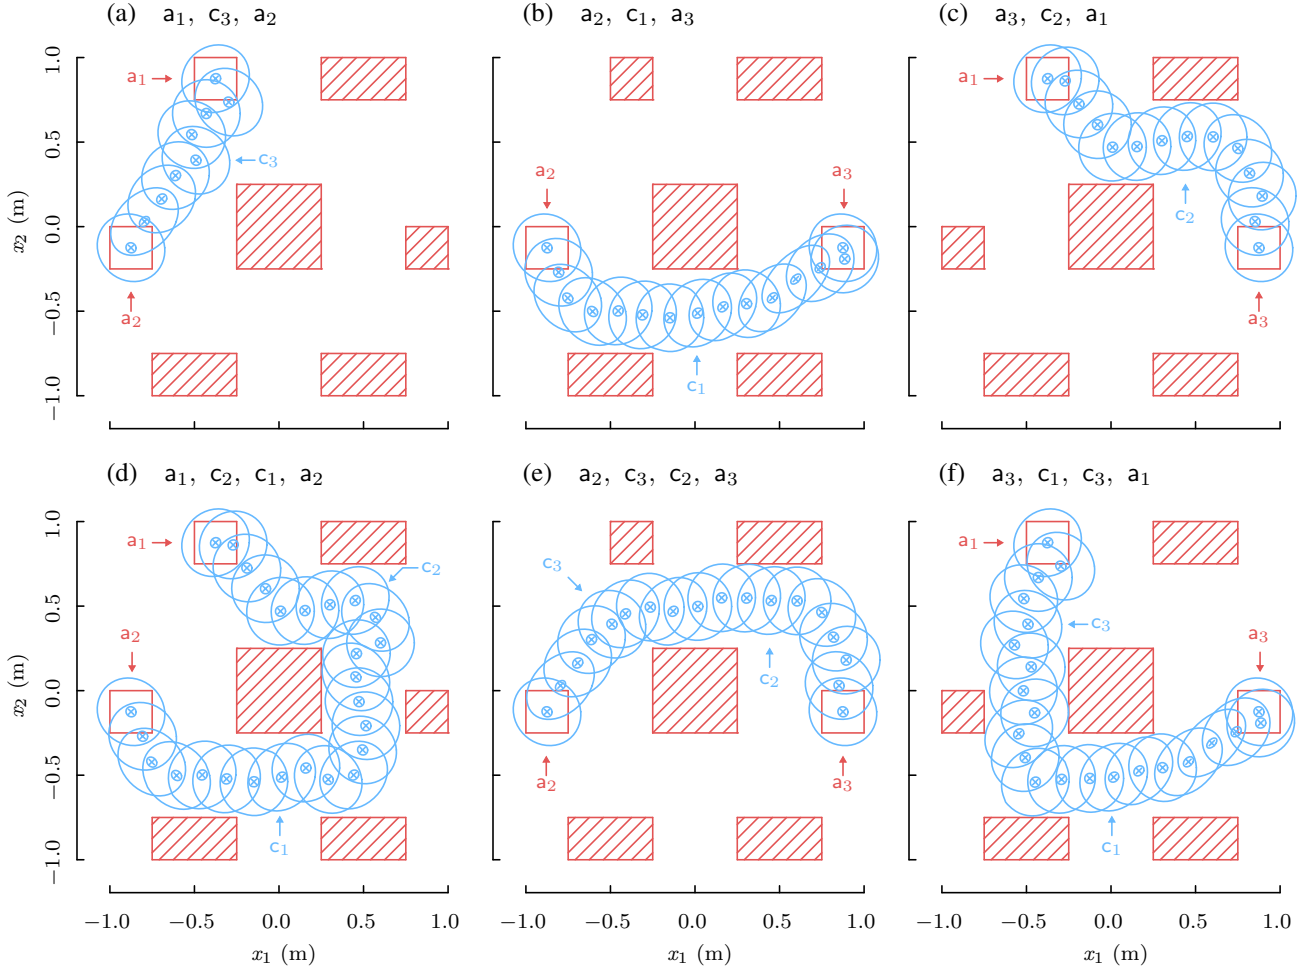 (a) a₁, c₃, a₂
(b) a₂, c₁, a₃
(c) a₃, c₂, a₁
x₂ (m)
1.0
0.5
0.0
−0.5
−1.0
a₁
c₃
a₂
a₂
a₃
c₁
a₁
c₂
a₃
(d) a₁, c₂, c₁, a₂
(e) a₂, c₃, c₂, a₃
(f) a₃, c₁, c₃, a₁
x₂ (m)
1.0
0.5
0.0
−0.5
−1.0
a₁
c₂
a₂
c₁
c₃
c₂
a₂
a₃
a₁
c₃
a₃
c₁
−1.0 −0.5 0.0 0.5 1.0
−1.0 −0.5 0.0 0.5 1.0
−1.0 −0.5 0.0 0.5 1.0
x₁ (m)
x₁ (m)
x₁ (m)